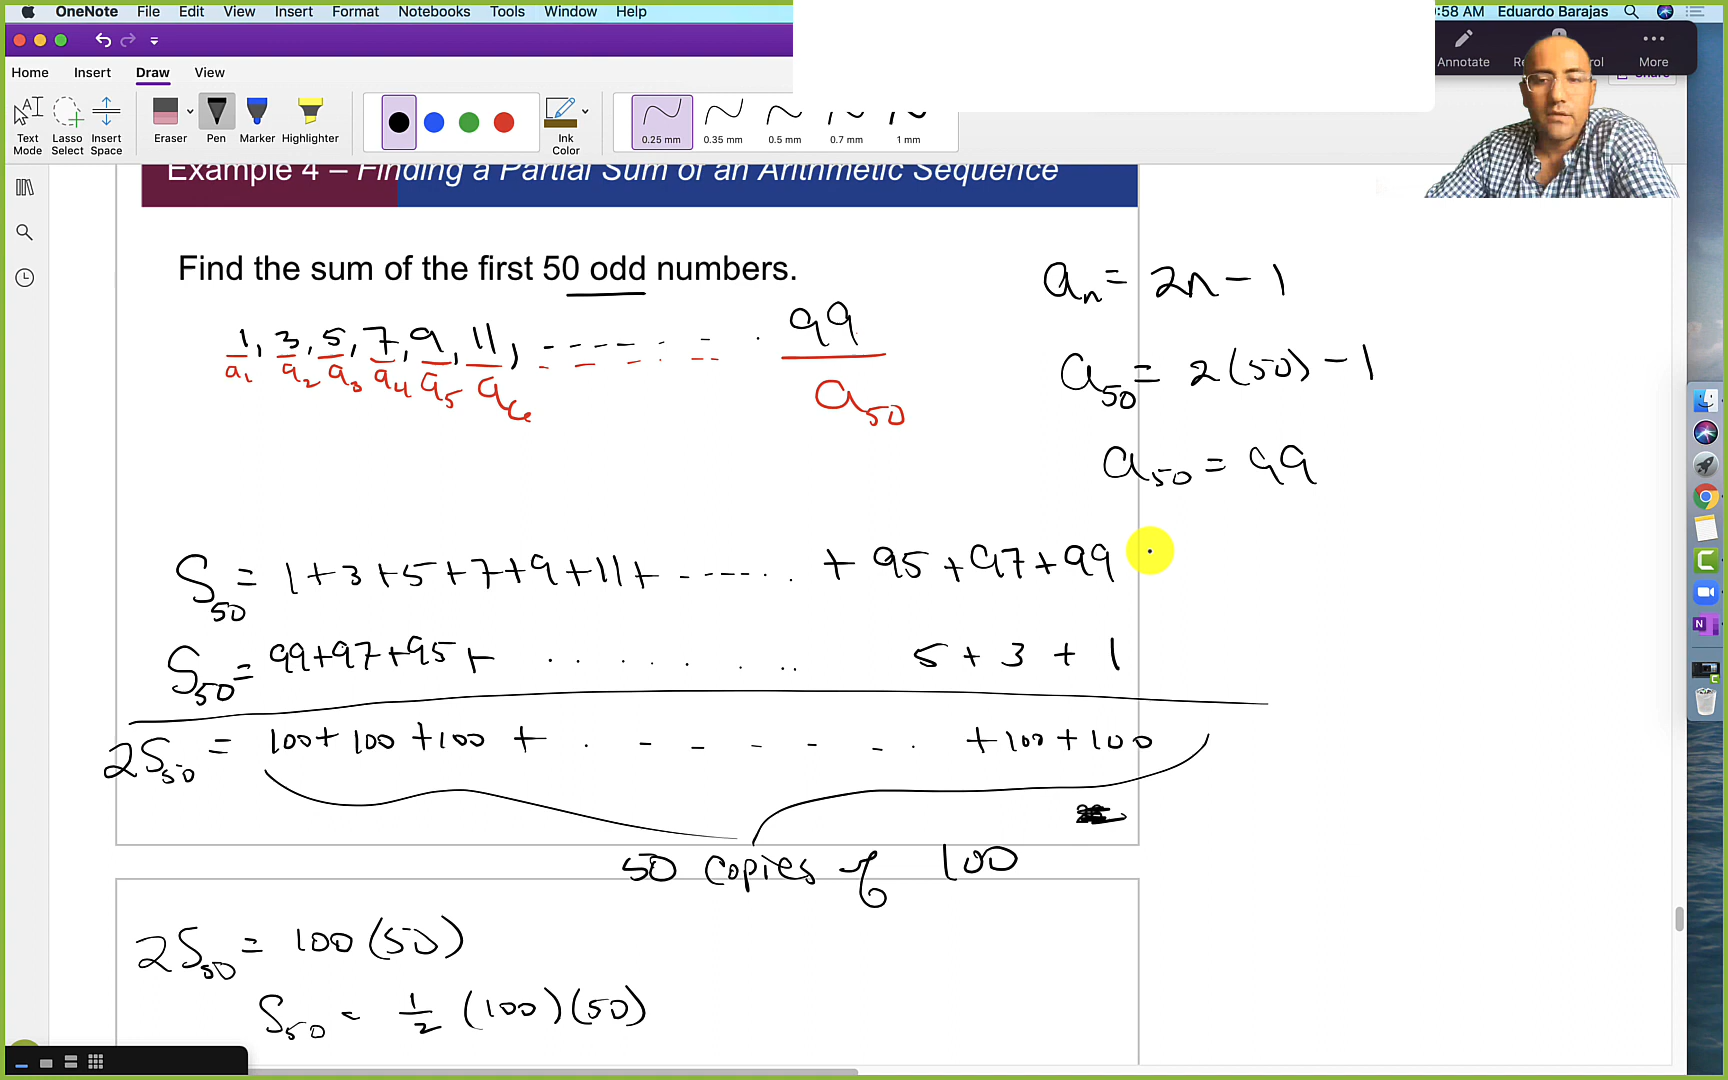 OneNote File Edit View Insert Format Notebooks Tools Window Help
:58 AM Eduardo Barajas
Annotate
More
Home Insert Draw View
Share
Text Mode
Lasso Select
Insert Space
Eraser
Pen
Marker
Highlighter
Ink Color
0.25 mm 0.35 mm 0.5 mm 0.7 mm 1 mm
Example 4 – Finding a Partial Sum of an Arithmetic Sequence
Find the sum of the first 50 odd numbers.
1, 3, 5, 7, 9, 11, ------- 99
a₁ a₂ a₃ a₄ a₅ a₆ ------ a₅₀
aₙ = 2n - 1
a₅₀ = 2(50) - 1
a₅₀ = 99
S₅₀ = 1+3+5+7+9+11+ ------- + 95+97+99
S₅₀ = 99+97+95+ ........ 5 + 3 + 1
2S₅₀ = 100+100+100 + . - - - - - . +100+100
50 copies of 100
2S₅₀ = 100(50)
S₅₀ = ½ (100)(50)